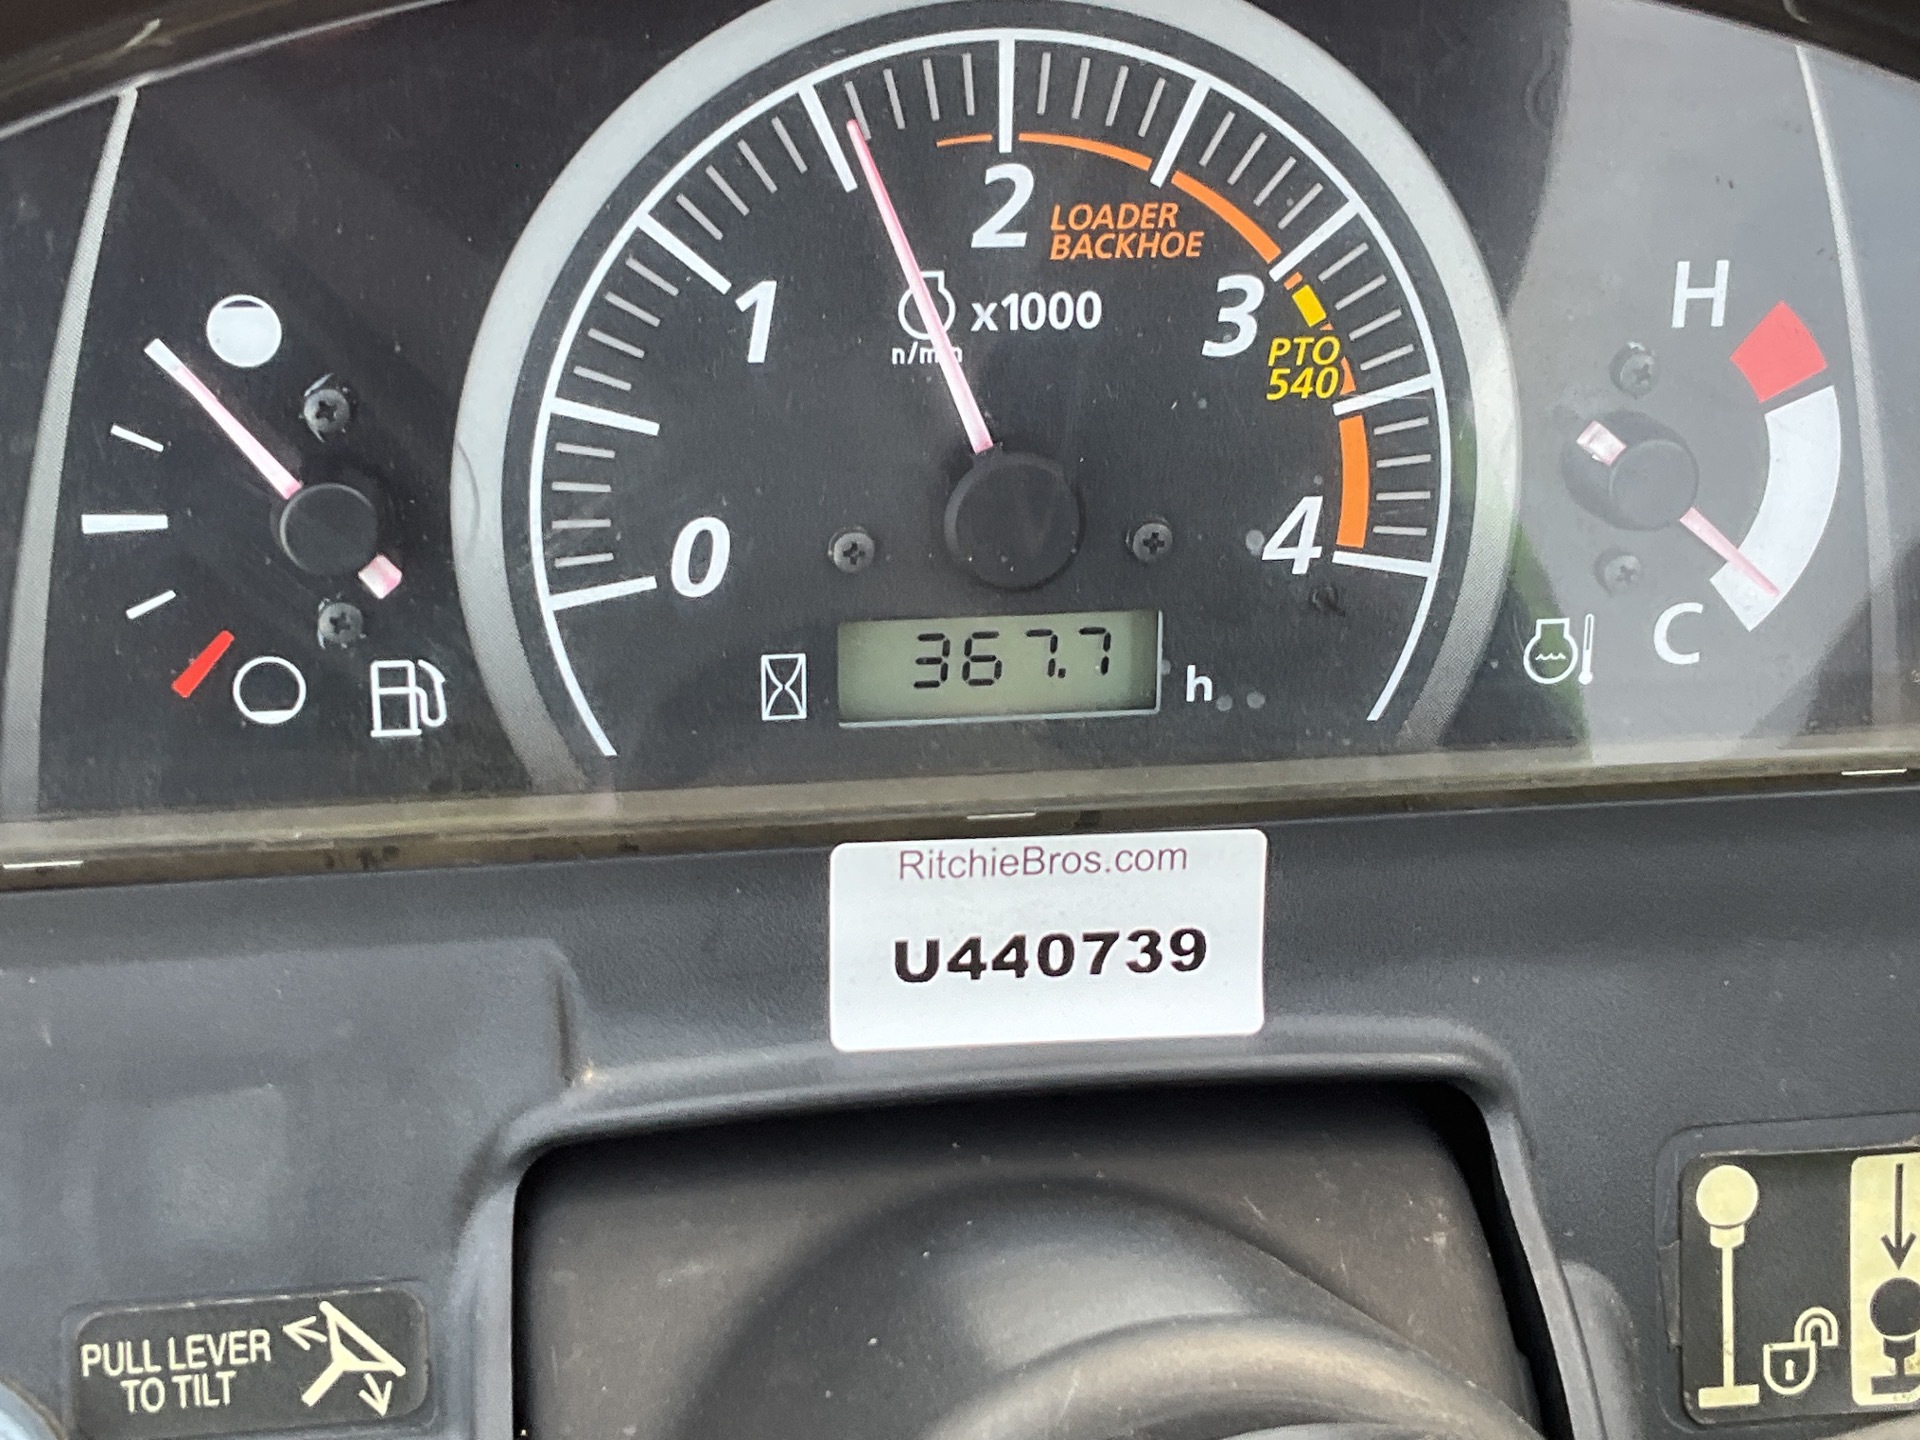 2
LOADER
BACKHOE
1
x1000
n/min
3
PTO
540
H
0
4
367.7
h
C
RitchieBros.com
U440739
PULL LEVER
TO TILT